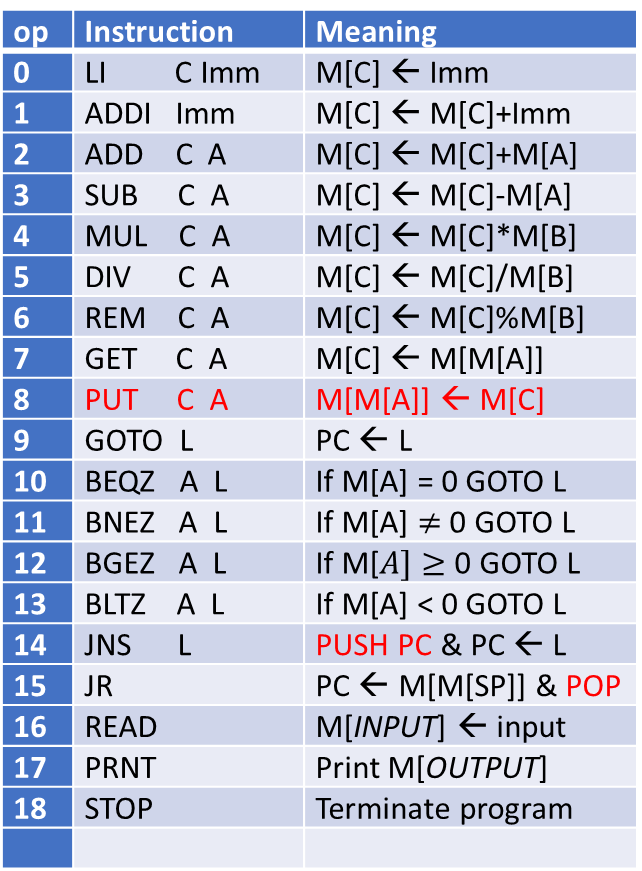 op Instruction Meaning
0 LI C Imm M[C] ← Imm
1 ADDI Imm M[C] ← M[C]+Imm
2 ADD C A M[C] ← M[C]+M[A]
3 SUB C A M[C] ← M[C]-M[A]
4 MUL C A M[C] ← M[C]*M[B]
5 DIV C A M[C] ← M[C]/M[B]
6 REM C A M[C] ← M[C]%M[B]
7 GET C A M[C] ← M[M[A]]
8 PUT C A M[M[A]] ← M[C]
9 GOTO L PC ← L
10 BEQZ A L If M[A] = 0 GOTO L
11 BNEZ A L If M[A] ≠ 0 GOTO L
12 BGEZ A L If M[A] ≥ 0 GOTO L
13 BLTZ A L If M[A] < 0 GOTO L
14 JNS L PUSH PC & PC ← L
15 JR PC ← M[M[SP]] & POP
16 READ M[INPUT] ← input
17 PRNT Print M[OUTPUT]
18 STOP Terminate program